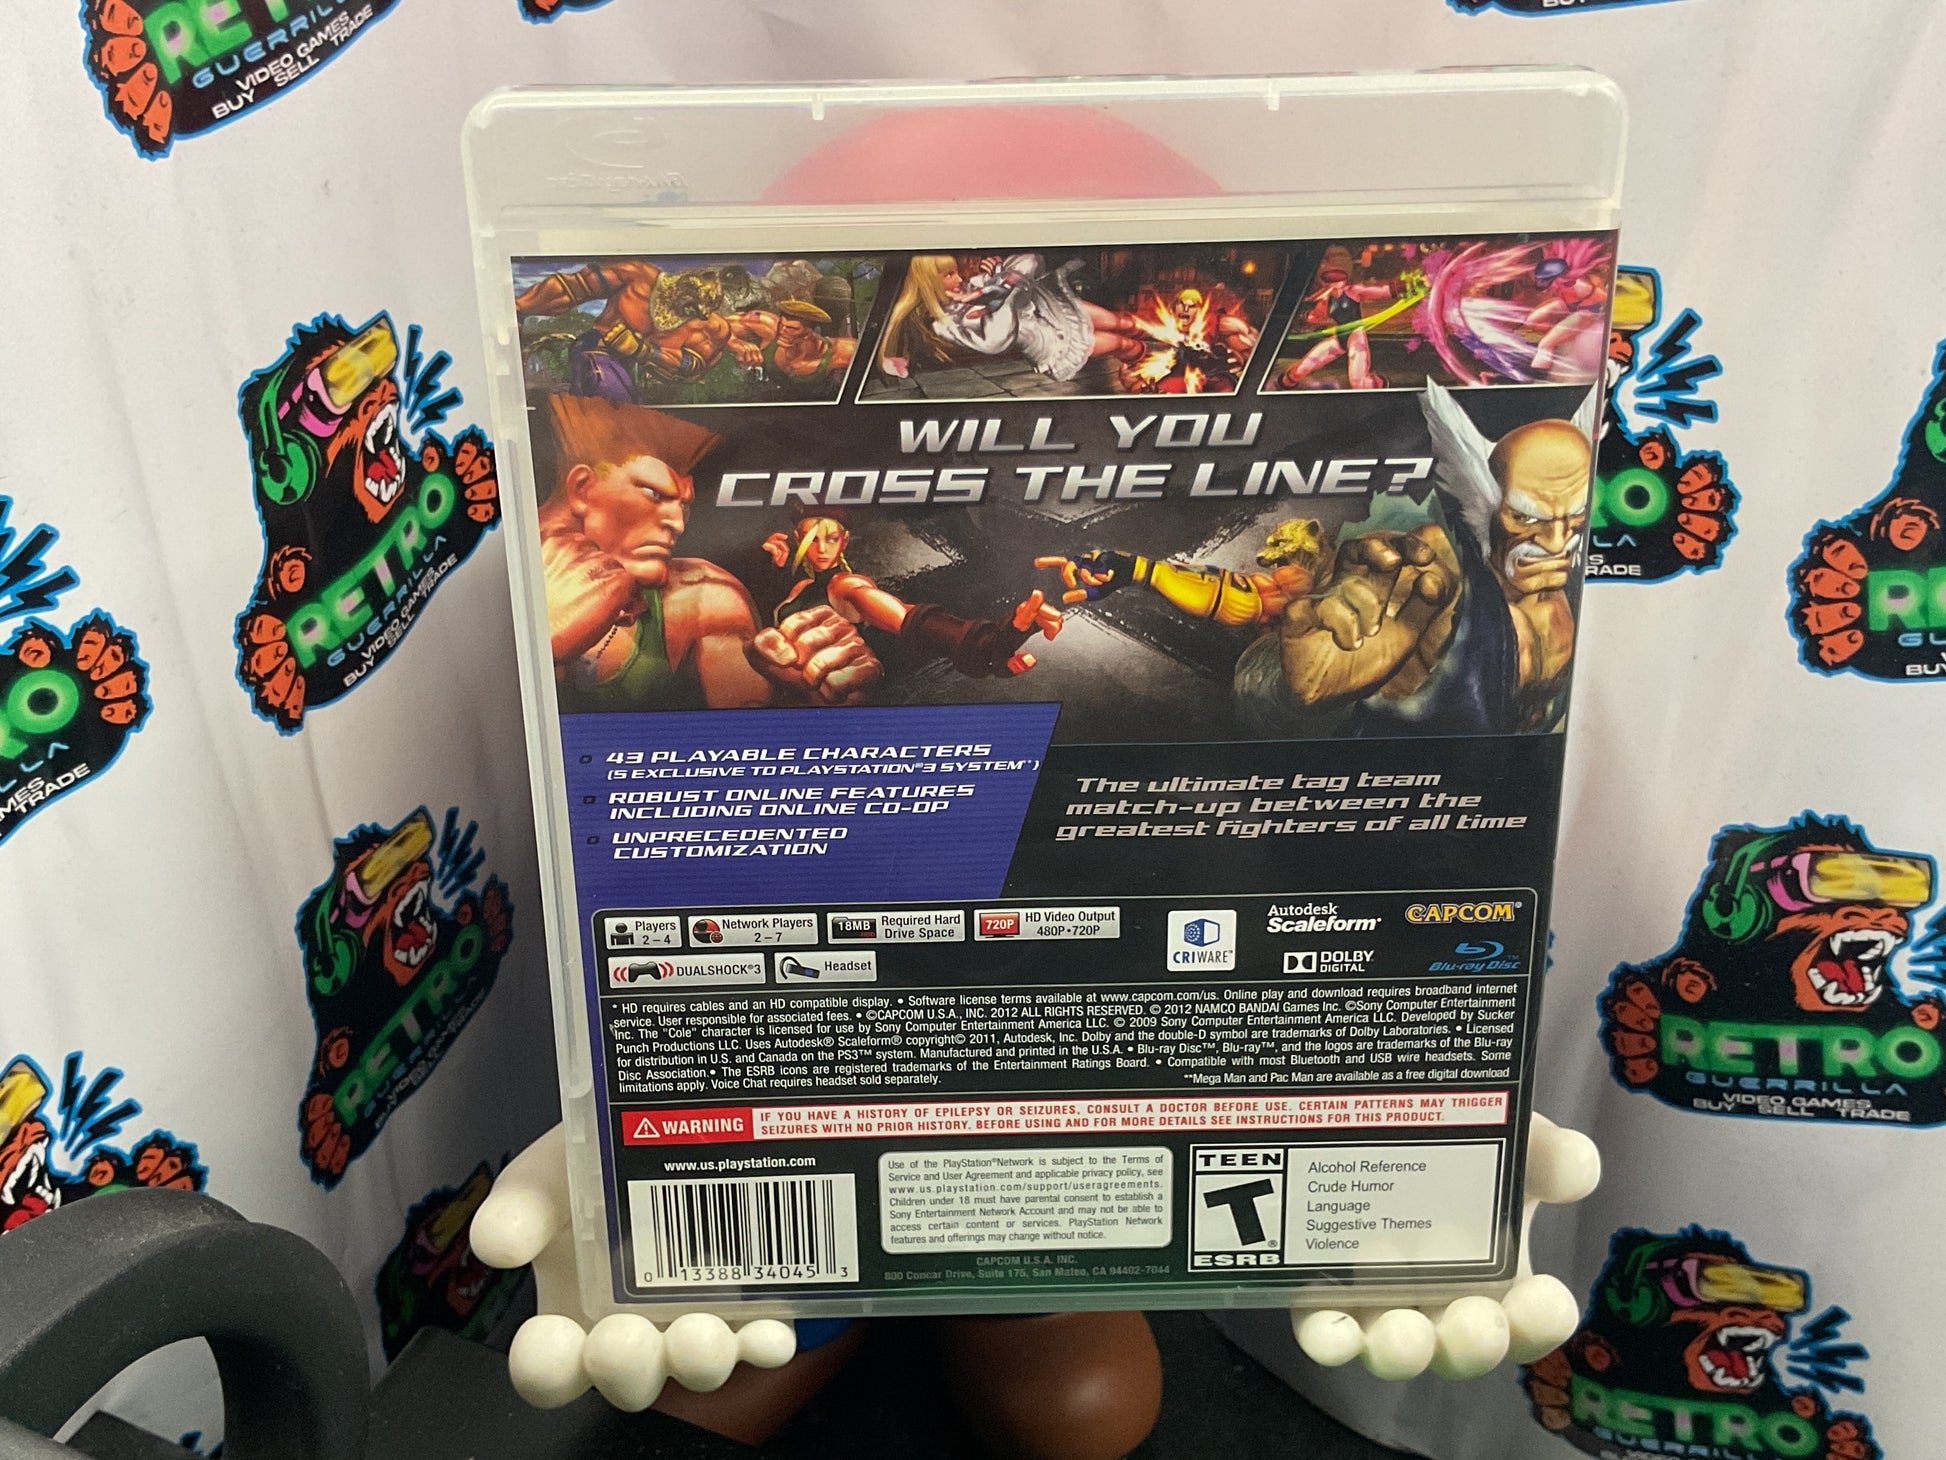 WILL YOU
CROSS THE LINE?
43 PLAYABLE CHARACTERS
(5 EXCLUSIVE TO PLAYSTATION®3 SYSTEM**)
ROBUST ONLINE FEATURES
INCLUDING ONLINE CO-OP
UNPRECEDENTED
CUSTOMIZATION
The ultimate tag team
match-up between the
greatest fighters of all time
Players
2 – 4
Network Players
2 – 7
18MB
Required Hard
Drive Space
720P
HD Video Output
480P•720P
DUALSHOCK®3
Headset
CRIWARE™
Autodesk
Scaleform®
DOLBY
DIGITAL
CAPCOM®
Blu-ray Disc™
* HD requires cables and an HD compatible display. • Software license terms available at www.capcom.com/us. Online play and download requires broadband internet
service. User responsible for associated fees. • ©CAPCOM U.S.A., INC. 2012 ALL RIGHTS RESERVED. © 2012 NAMCO BANDAI Games Inc. ©Sony Computer Entertainment
Inc. The "Cole" character is licensed for use by Sony Computer Entertainment America LLC. © 2009 Sony Computer Entertainment America LLC. Developed by Sucker
Punch Productions LLC. Uses Autodesk® Scaleform® copyright© 2011, Autodesk, Inc. Dolby and the double-D symbol are trademarks of Dolby Laboratories. • Licensed
for distribution in U.S. and Canada on the PS3™ system. Manufactured and printed in the U.S.A. • Blu-ray Disc™, Blu-ray™, and the logos are trademarks of the Blu-ray
Disc Association.• The ESRB icons are registered trademarks of the Entertainment Ratings Board. • Compatible with most Bluetooth and USB wire headsets. Some
limitations apply. Voice Chat requires headset sold separately.
**Mega Man and Pac Man are available as a free digital download
WARNING
IF YOU HAVE A HISTORY OF EPILEPSY OR SEIZURES, CONSULT A DOCTOR BEFORE USE. CERTAIN PATTERNS MAY TRIGGER
SEIZURES WITH NO PRIOR HISTORY. BEFORE USING AND FOR MORE DETAILS SEE INSTRUCTIONS FOR THIS PRODUCT.
www.us.playstation.com
0 13388 34045 3
Use of the PlayStation®Network is subject to the Terms of
Service and User Agreement and applicable privacy policy, see
www.us.playstation.com/support/useragreements.
Children under 18 must have parental consent to establish a
Sony Entertainment Network Account and may not be able to
access certain content or services. PlayStation Network
features and offerings may change without notice.
CAPCOM U.S.A. INC.
800 Concar Drive, Suite 175, San Mateo, CA 94402-7044
TEEN
T
ESRB
Alcohol Reference
Crude Humor
Language
Suggestive Themes
Violence
RETRO
GUERRILLA
VIDEO GAMES
BUY SELL TRADE
RETRO
GUERRILLA
VIDEO GAMES
BUY SELL TRADE
RETRO
GUERRILLA
VIDEO GAMES
BUY SELL TRADE
RETRO
GUERRILLA